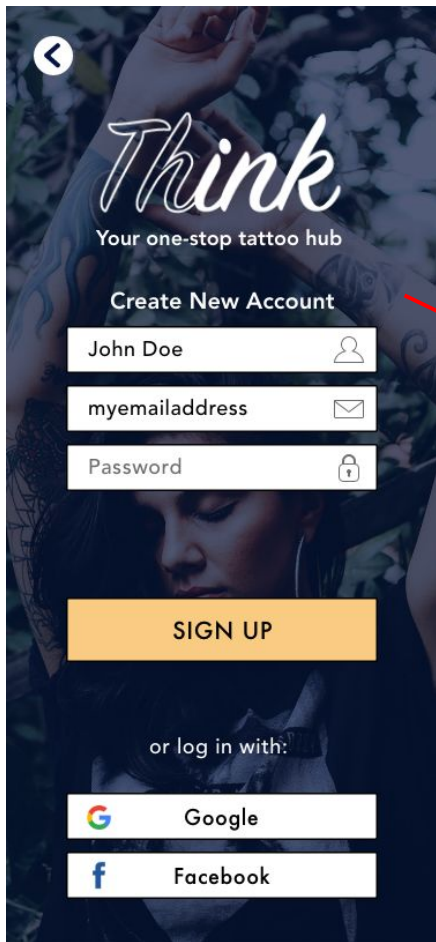 Think
Your one-stop tattoo hub
Create New Account
John Doe
myemailaddress
Password
SIGN UP
or log in with:
Google
Facebook